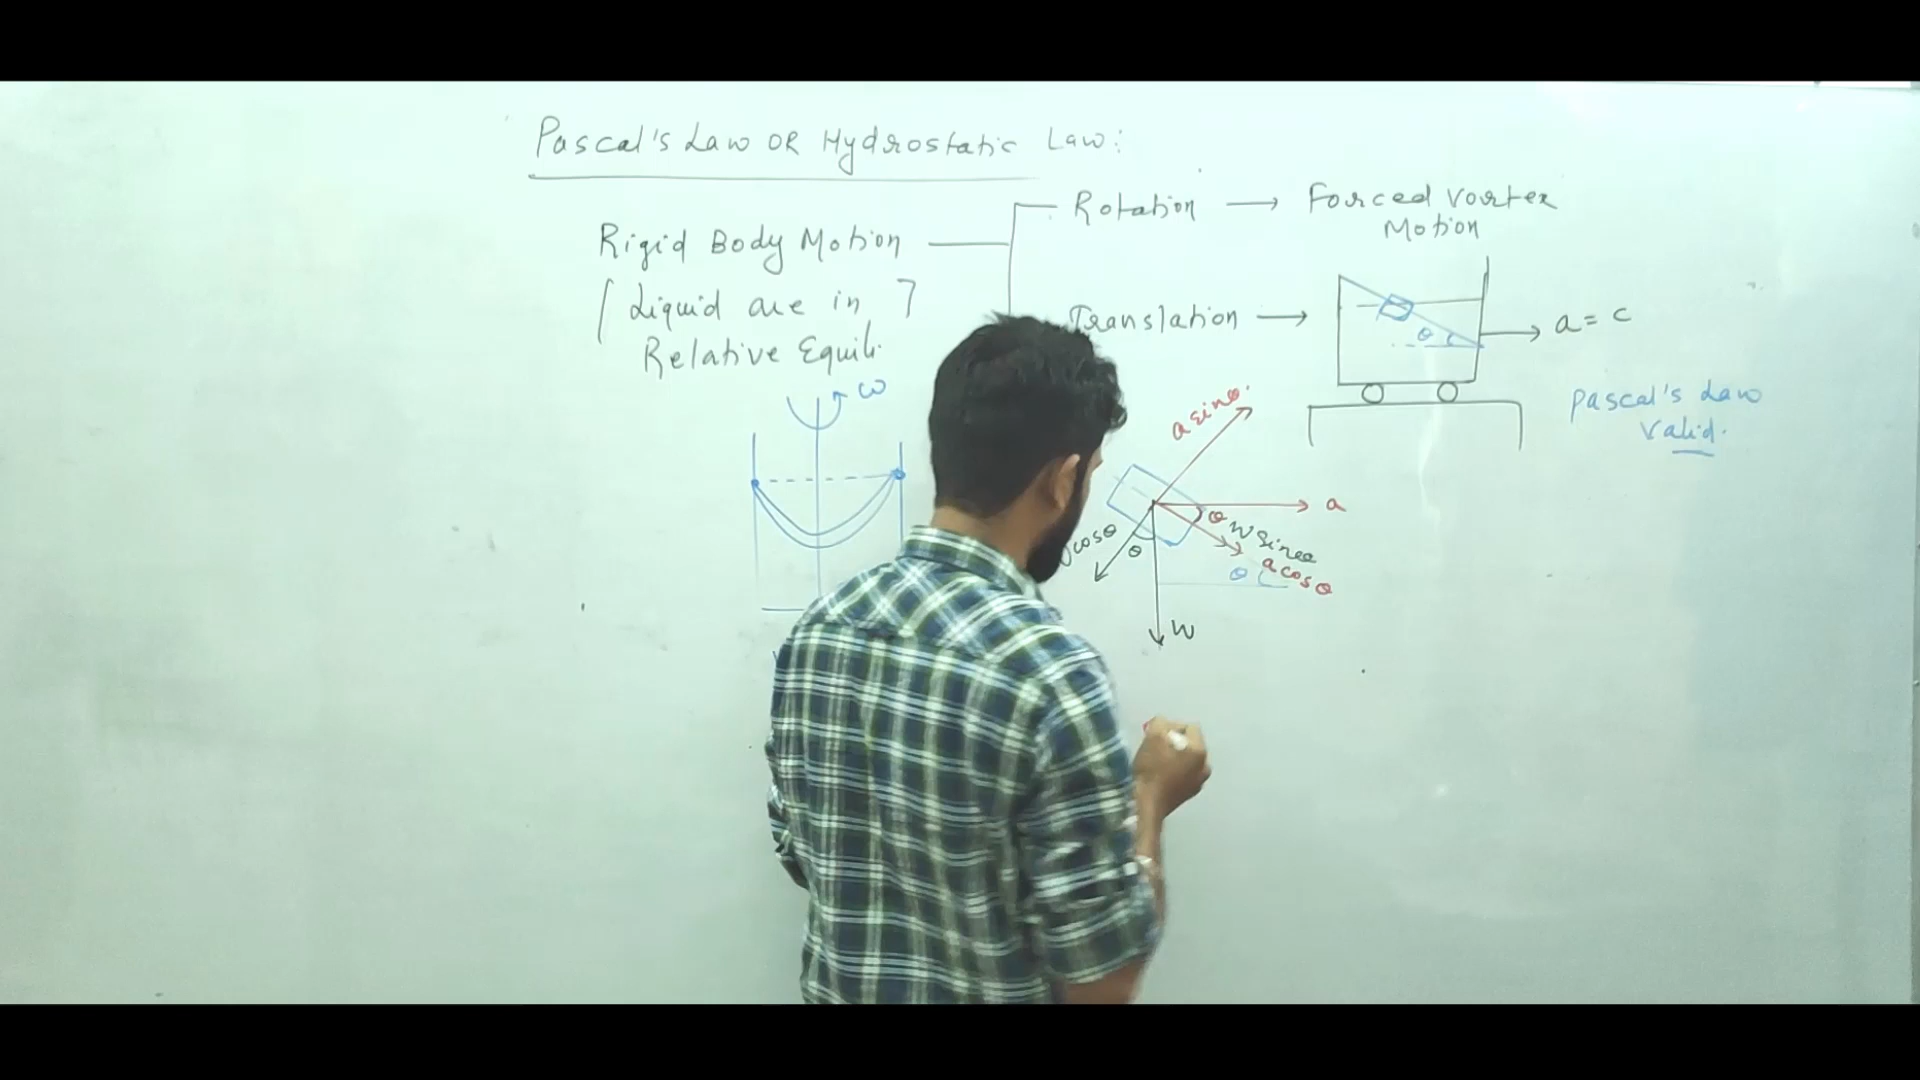 Pascal's Law OR Hydrostatic Law:
Rigid Body Motion
[Liquid are in]
Relative Equili.
Rotation → Forced Vortex
Motion
Translation →
a = c
θ
Pascal's Law
Valid.
ω
a sinθ
a
θ
W sinθ
a cosθ
θ
cosθ
θ
W